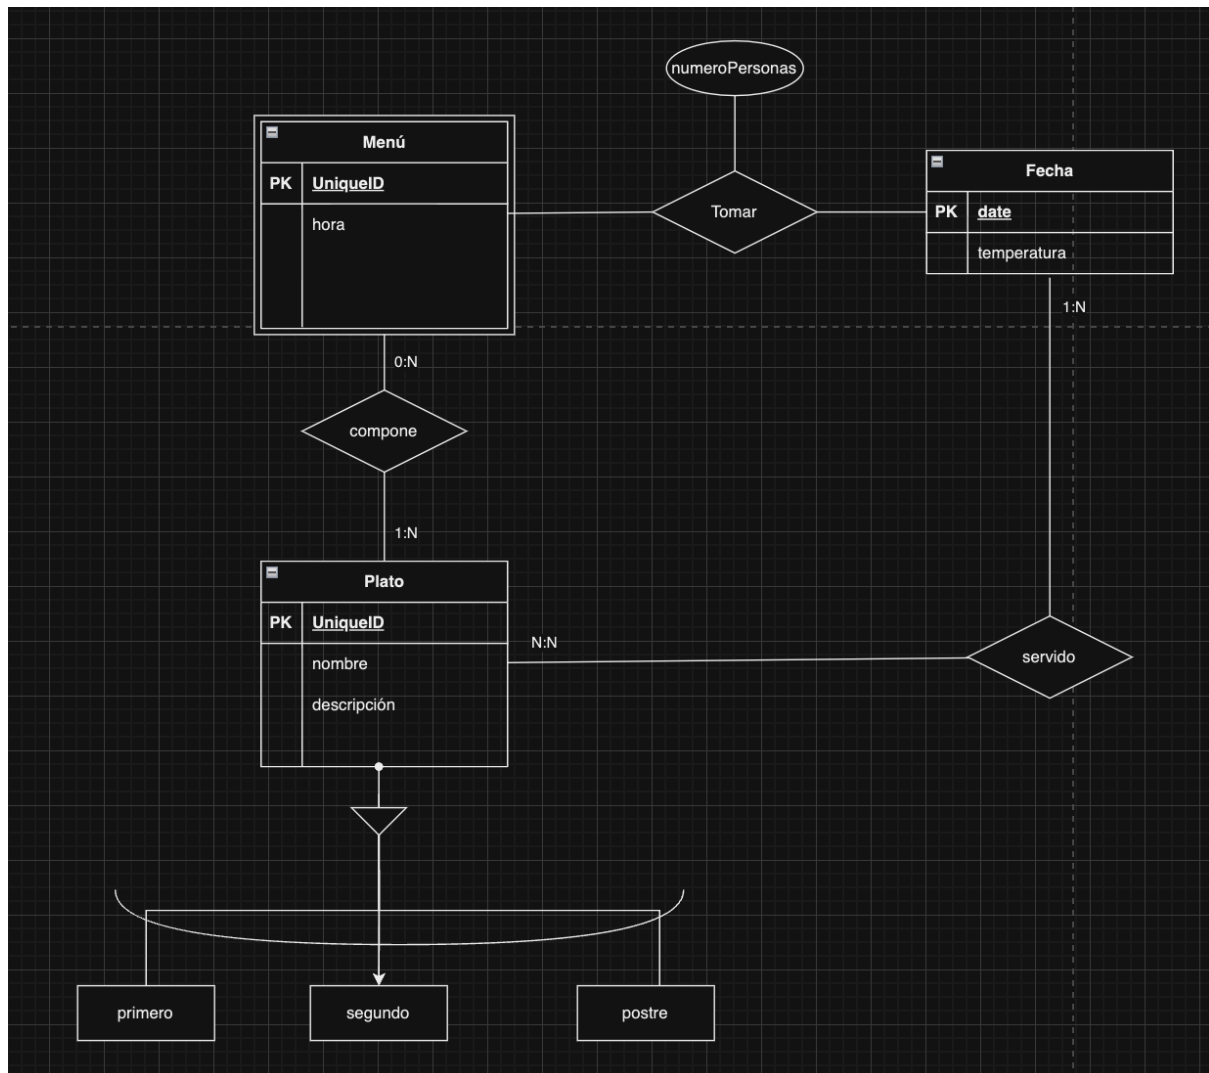 numeroPersonas
Menú
PK UniqueID
hora
Tomar
Fecha
PK date
temperatura
1:N
0:N
compone
1:N
Plato
PK UniqueID
nombre
descripción
N:N
servido
primero
segundo
postre